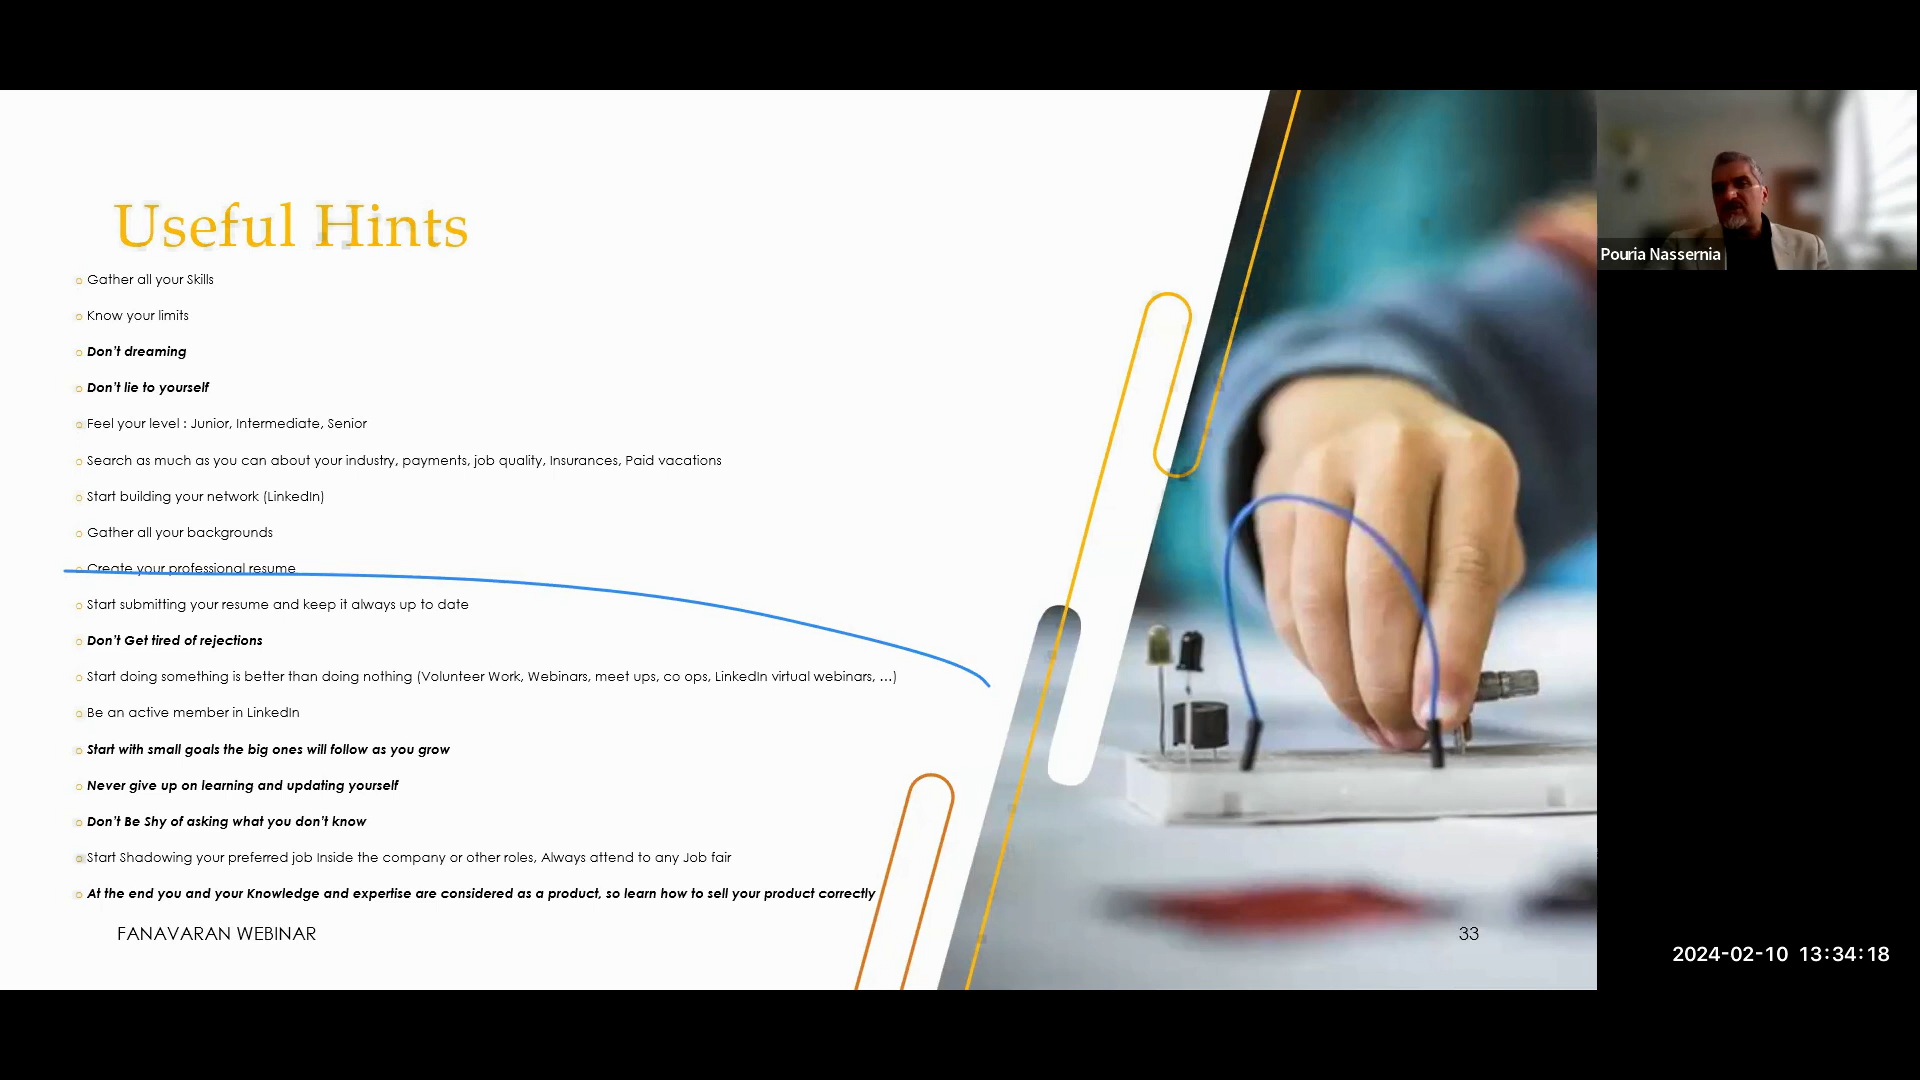 Useful Hints
Gather all your Skills
Know your limits
Don't dreaming
Don't lie to yourself
Feel your level : Junior, Intermediate, Senior
Search as much as you can about your industry, payments, job quality, Insurances, Paid vacations
Start building your network (LinkedIn)
Gather all your backgrounds
Create your professional resume
Start submitting your resume and keep it always up to date
Don't Get tired of rejections
Start doing something is better than doing nothing (Volunteer Work, Webinars, meet ups, co ops, LinkedIn virtual webinars, ...)
Be an active member in LinkedIn
Start with small goals the big ones will follow as you grow
Never give up on learning and updating yourself
Don't Be Shy of asking what you don't know
Start Shadowing your preferred job Inside the company or other roles, Always attend to any Job fair
At the end you and your Knowledge and expertise are considered as a product, so learn how to sell your product correctly
FANAVARAN WEBINAR
33
Pouria Nassernia
2024-02-10 13:34:18